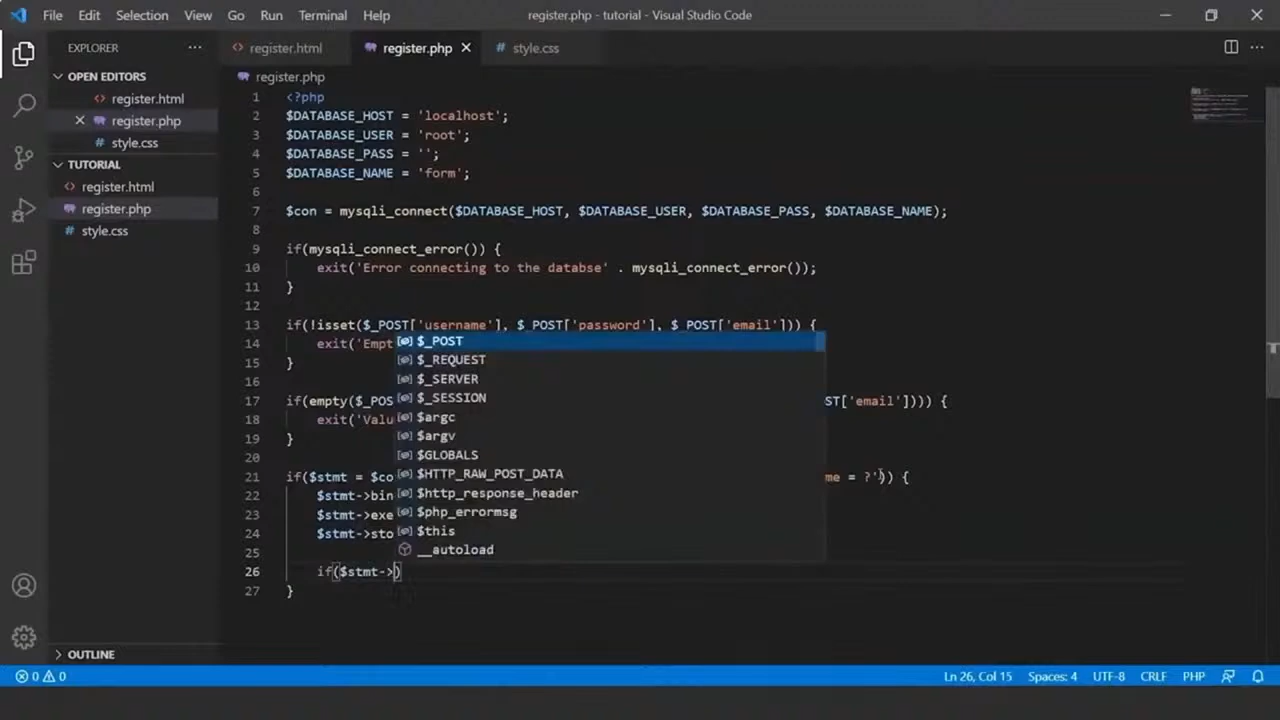 File Edit Selection View Go Run Terminal Help register.php - tutorial - Visual Studio Code
EXPLORER ...
register.html register.php style.css
OPEN EDITORS
register.html
register.php
style.css
TUTORIAL
register.html
register.php
style.css
OUTLINE
register.php
1 <?php
2 $DATABASE_HOST = 'localhost';
3 $DATABASE_USER = 'root';
4 $DATABASE_PASS = '';
5 $DATABASE_NAME = 'form';
6
7 $con = mysqli_connect($DATABASE_HOST, $DATABASE_USER, $DATABASE_PASS, $DATABASE_NAME);
8
9 if(mysqli_connect_error()) {
10 exit('Error connecting to the databse' . mysqli_connect_error());
11 }
12
13 if(!isset($_POST['username'], $_POST['password'], $_POST['email'])) {
14 exit('Empt
15 }
16
17 if(empty($_POS ST['email']))) {
18 exit('Valu
19 }
20
21 if($stmt = $co me = ?')) {
22 $stmt->bin
23 $stmt->exe
24 $stmt->sto
25
26 if($stmt->)
27 }
$_POST
$_REQUEST
$_SERVER
$_SESSION
$argc
$argv
$GLOBALS
$HTTP_RAW_POST_DATA
$http_response_header
$php_errormsg
$this
__autoload
0 0 Ln 26, Col 15 Spaces: 4 UTF-8 CRLF PHP